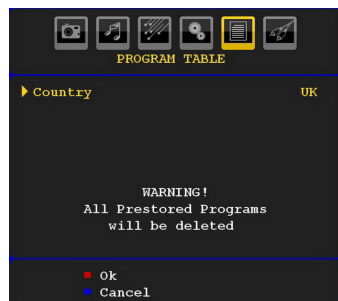 PROGRAM TABLE
Country UK
WARNING!
All Prestored Programs
will be deleted
Ok
Cancel